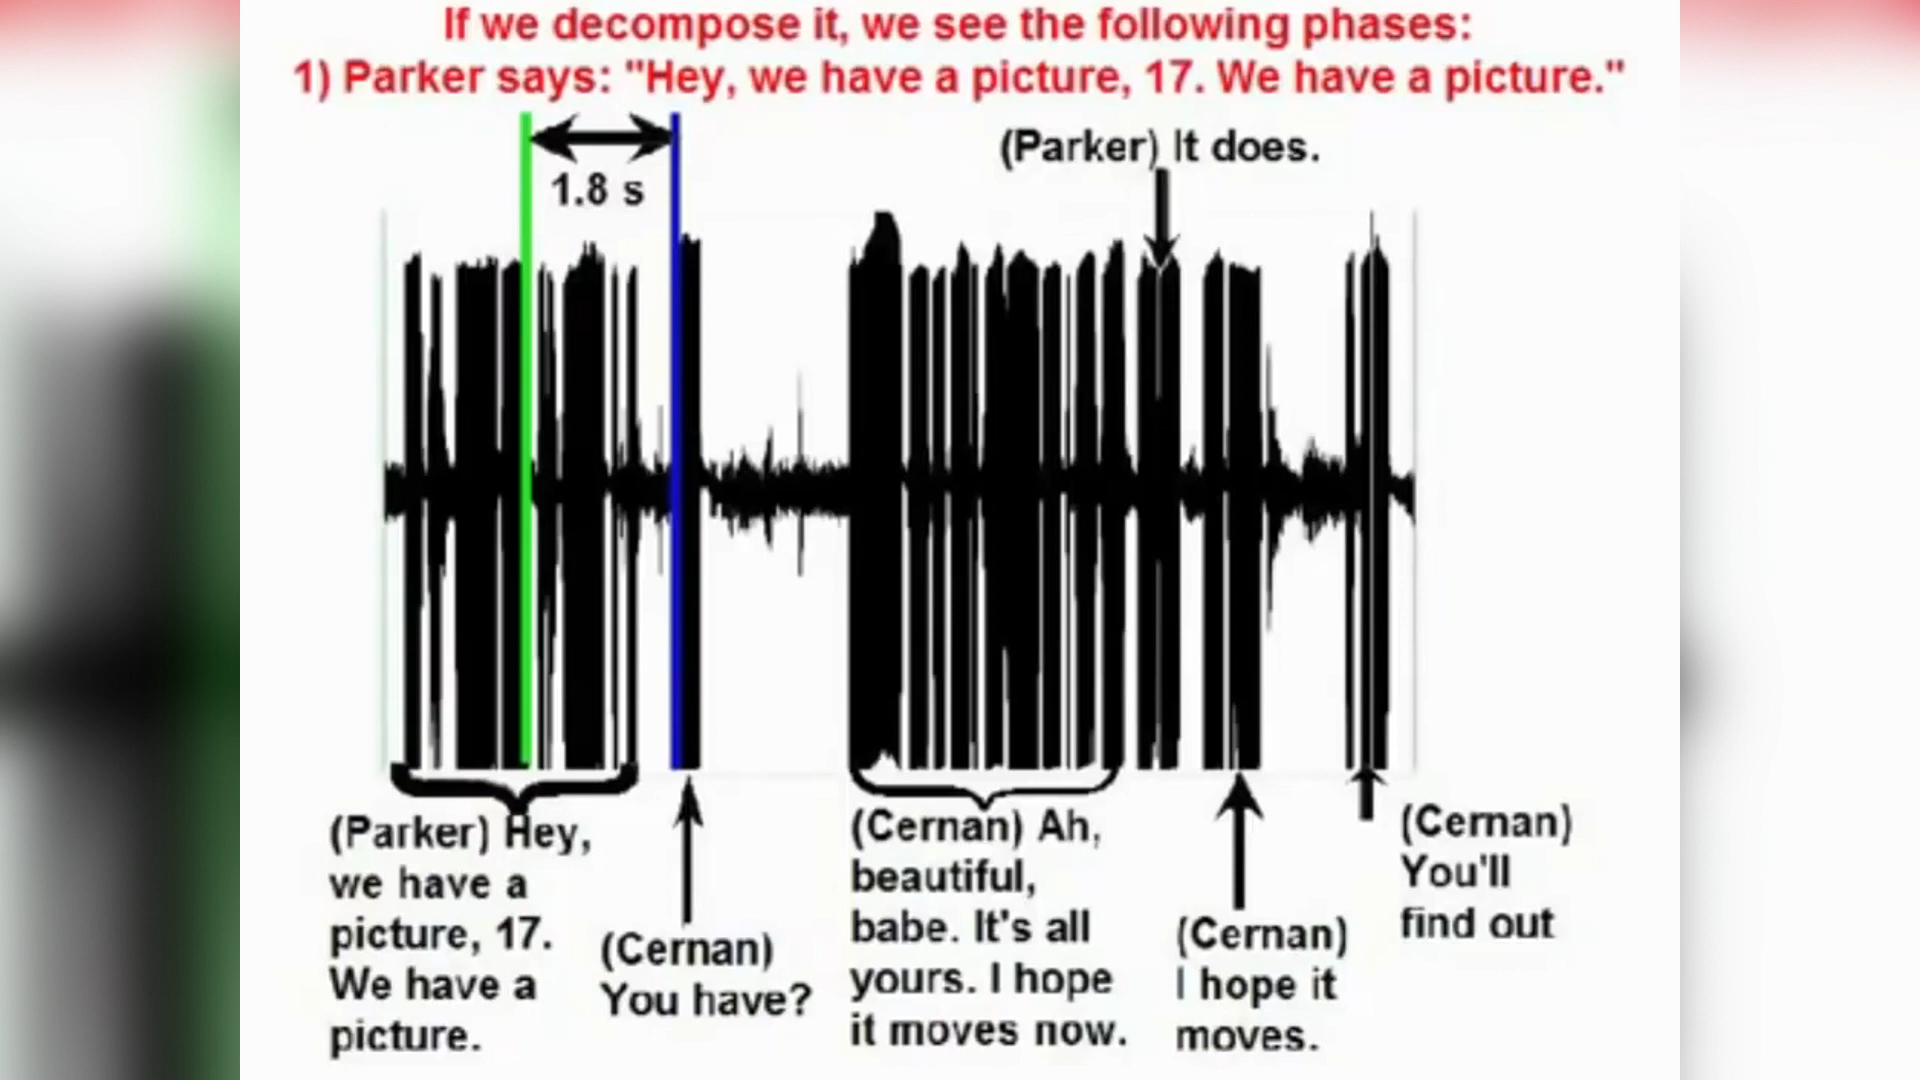 If we decompose it, we see the following phases:
1) Parker says: "Hey, we have a picture, 17. We have a picture."
1.8 s
(Parker) It does.
(Parker) Hey,
we have a
picture, 17.
We have a
picture.
(Cernan)
You have?
(Cernan) Ah,
beautiful,
babe. It's all
yours. I hope
it moves now.
(Cernan)
I hope it
moves.
(Cernan)
You'll
find out